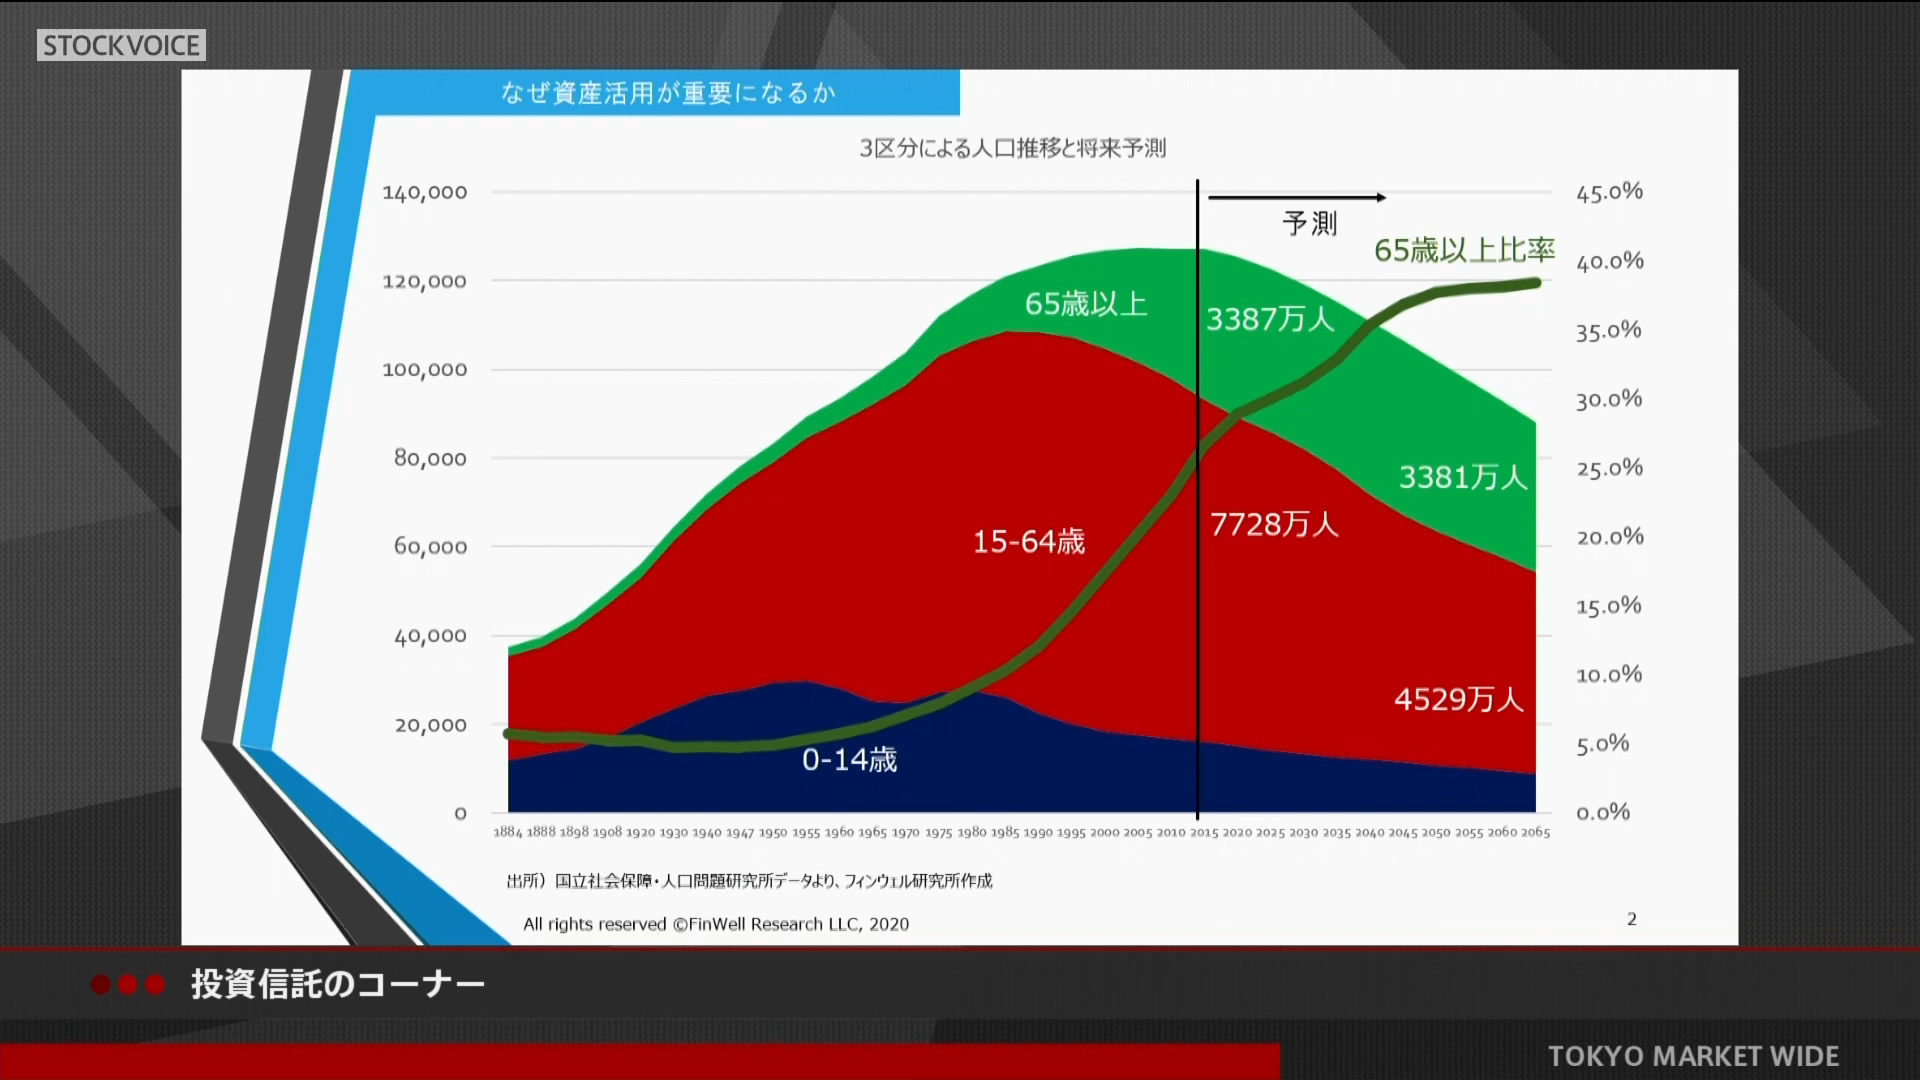 STOCKVOICE
なぜ資産活用が重要になるか
3区分による人口推移と将来予測
140,000
120,000
100,000
80,000
60,000
40,000
20,000
0
45.0%
40.0%
35.0%
30.0%
25.0%
20.0%
15.0%
10.0%
5.0%
0.0%
予測
65歳以上比率
65歳以上
3387万人
3381万人
15-64歳
7728万人
4529万人
0-14歳
1884 1888 1898 1908 1920 1930 1940 1947 1950 1955 1960 1965 1970 1975 1980 1985 1990 1995 2000 2005 2010 2015 2020 2025 2030 2035 2040 2045 2050 2055 2060 2065
出所）国立社会保障・人口問題研究所データより、フィンウェル研究所作成
All rights reserved ©FinWell Research LLC, 2020
2
投資信託のコーナー
TOKYO MARKET WIDE